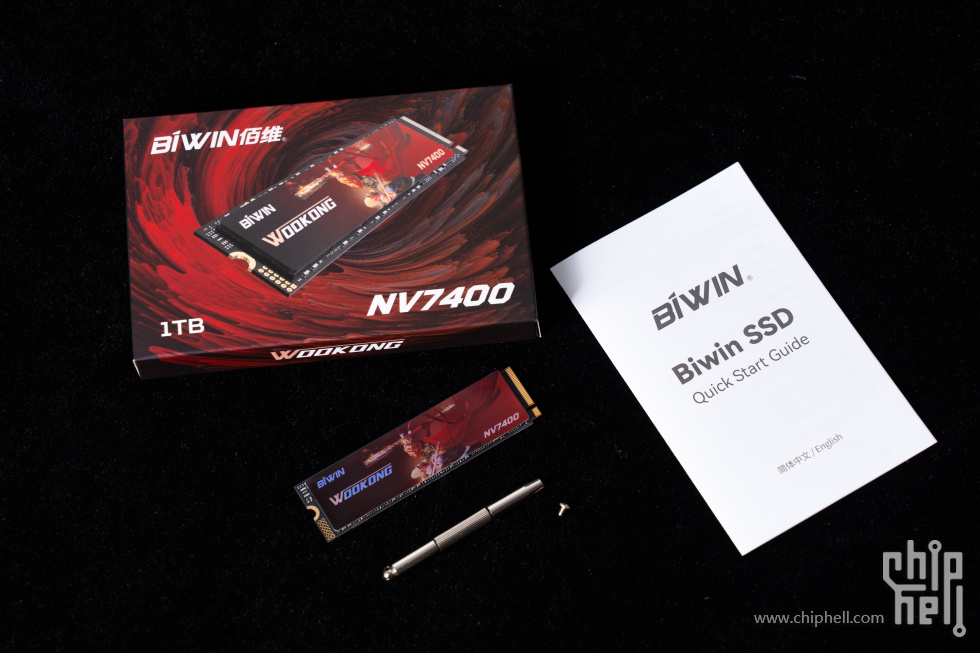 BIWIN佰维®
BIWIN
WOOKONG
NV7400
NV7400
1TB
WOOKONG
BIWIN®
Biwin SSD
Quick Start Guide
简体中文 / English
BIWIN
WOOKONG
NV7400
www.chiphell.com
chip
hell